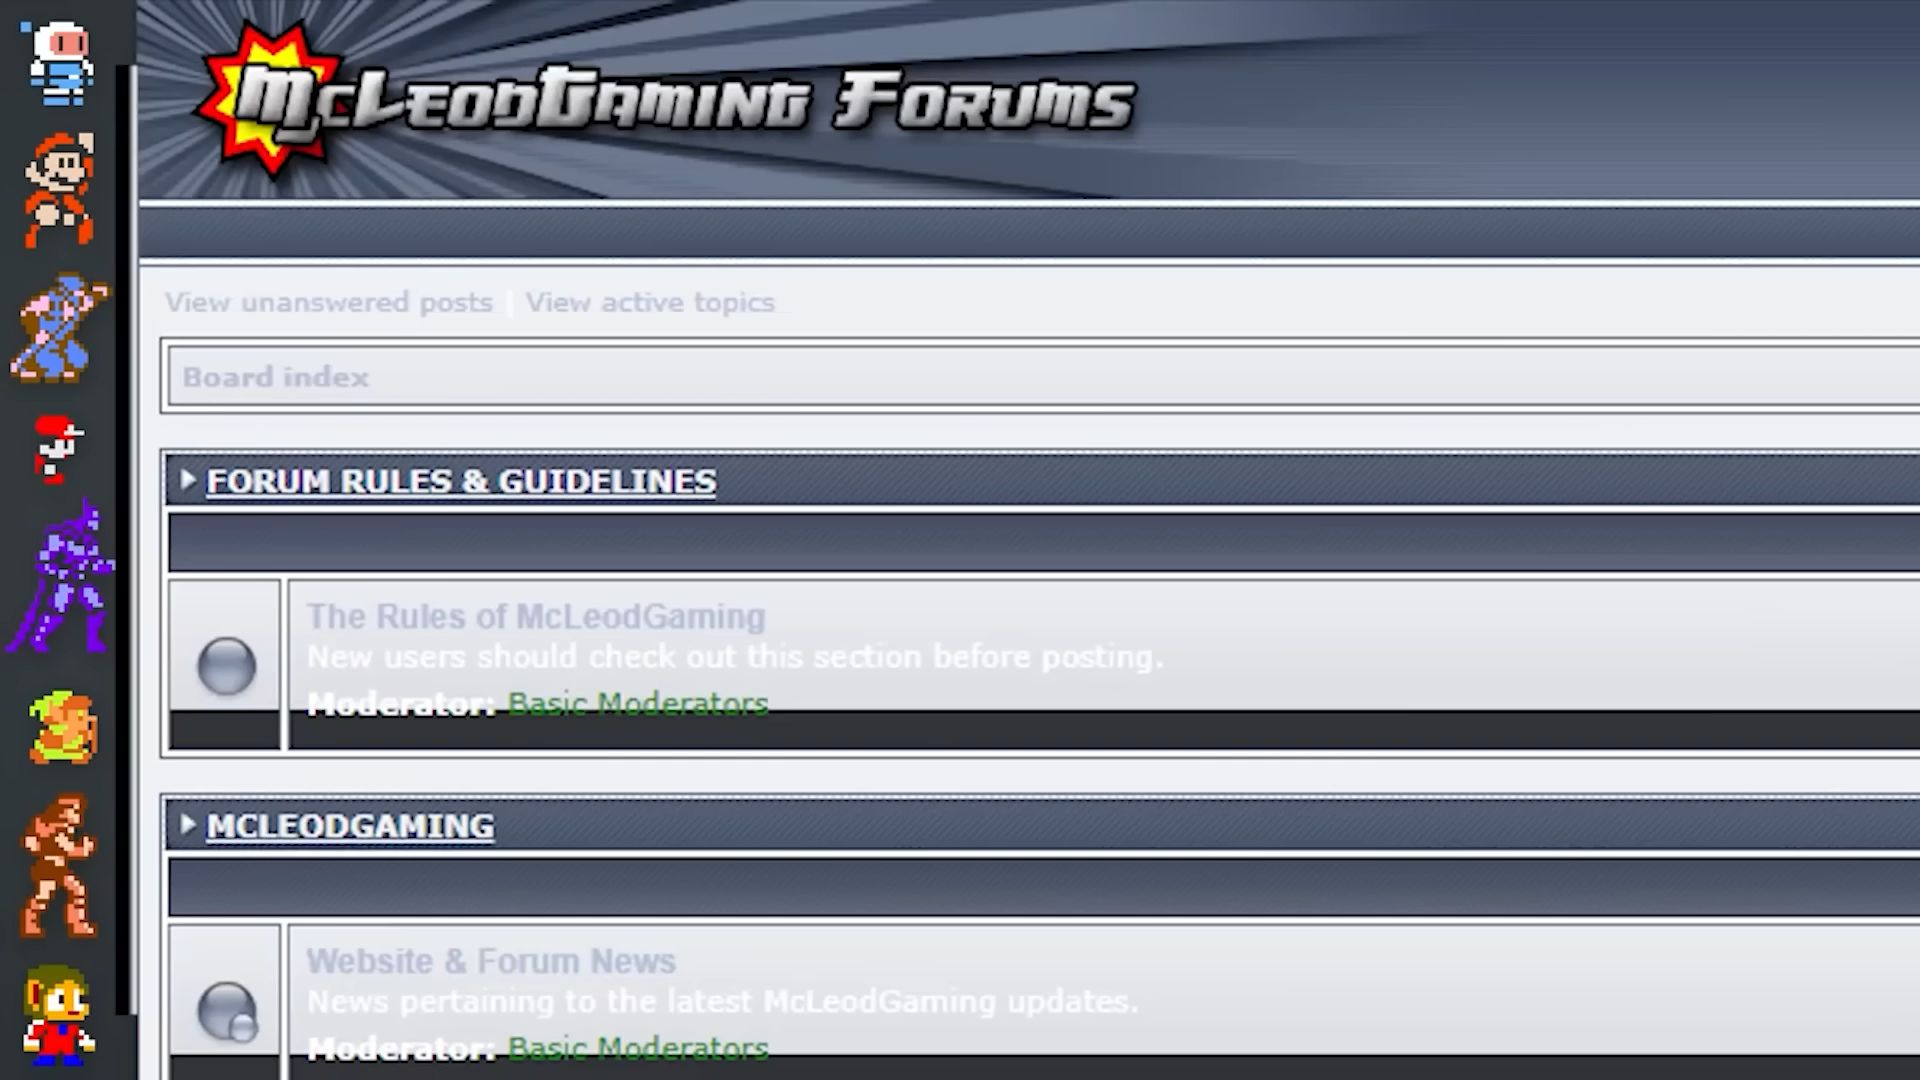 McLeodGaming Forums
View unanswered posts | View active topics
Board index
FORUM RULES & GUIDELINES
The Rules of McLeodGaming
New users should check out this section before posting.
Moderator: Basic Moderators
MCLEODGAMING
Website & Forum News
News pertaining to the latest McLeodGaming updates.
Moderator: Basic Moderators